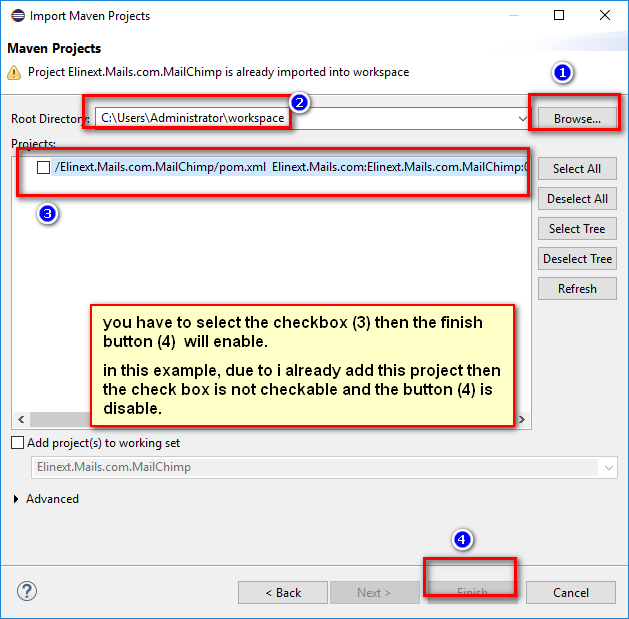 Import Maven Projects
Maven Projects
Project Elinext.Mails.com.MailChimp is already imported into workspace
1
2
Root Directory: C:\Users\Administrator\workspace
Browse...
Projects:
/Elinext.Mails.com.MailChimp/pom.xml Elinext.Mails.com:Elinext.Mails.com.MailChimp:0
Select All
Deselect All
3
Select Tree
Deselect Tree
Refresh
you have to select the checkbox (3) then the finish
button (4) will enable.
in this example, due to i already add this project then
the check box is not checkable and the button (4) is
disable.
Add project(s) to working set
Elinext.Mails.com.MailChimp
Advanced
4
?
< Back
Next >
Finish
Cancel